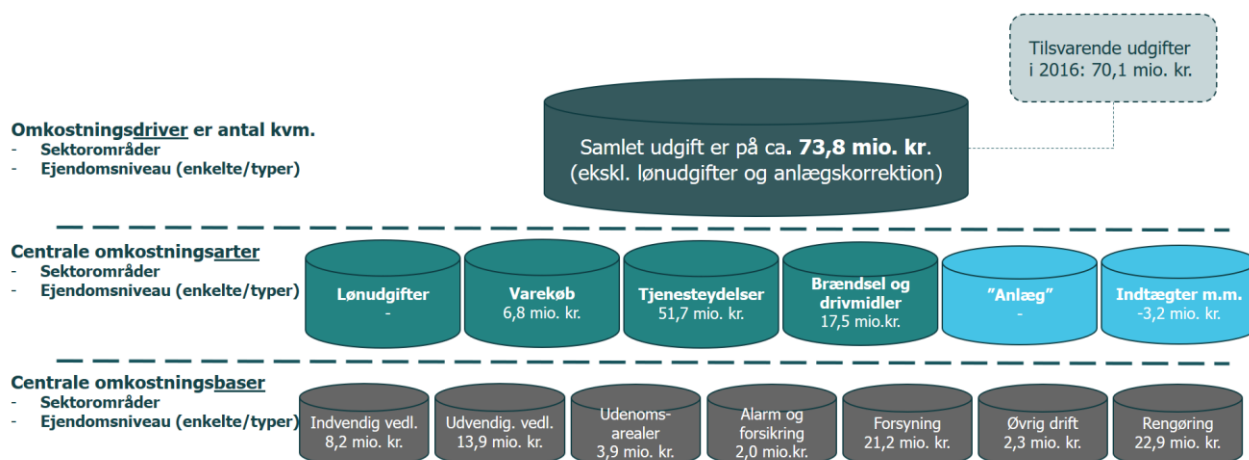 Tilsvarende udgifter
i 2016: 70,1 mio. kr.
Omkostningsdriver er antal kvm.
- Sektorområder
- Ejendomsniveau (enkelte/typer)
Samlet udgift er på ca. 73,8 mio. kr.
(ekskl. lønudgifter og anlægskorrektion)
Centrale omkostningsarter
- Sektorområder
- Ejendomsniveau (enkelte/typer)
Lønudgifter
-
Varekøb
6,8 mio. kr.
Tjenesteydelser
51,7 mio. kr.
Brændsel og
drivmidler
17,5 mio.kr.
”Anlæg”
-
Indtægter m.m.
-3,2 mio. kr.
Centrale omkostningsbaser
- Sektorområder
- Ejendomsniveau (enkelte/typer)
Indvendig vedl.
8,2 mio. kr.
Udvendig. vedl.
13,9 mio. kr.
Udenoms-
arealer
3,9 mio. kr.
Alarm og
forsikring
2,0 mio.kr.
Forsyning
21,2 mio. kr.
Øvrig drift
2,3 mio. kr.
Rengøring
22,9 mio. kr.